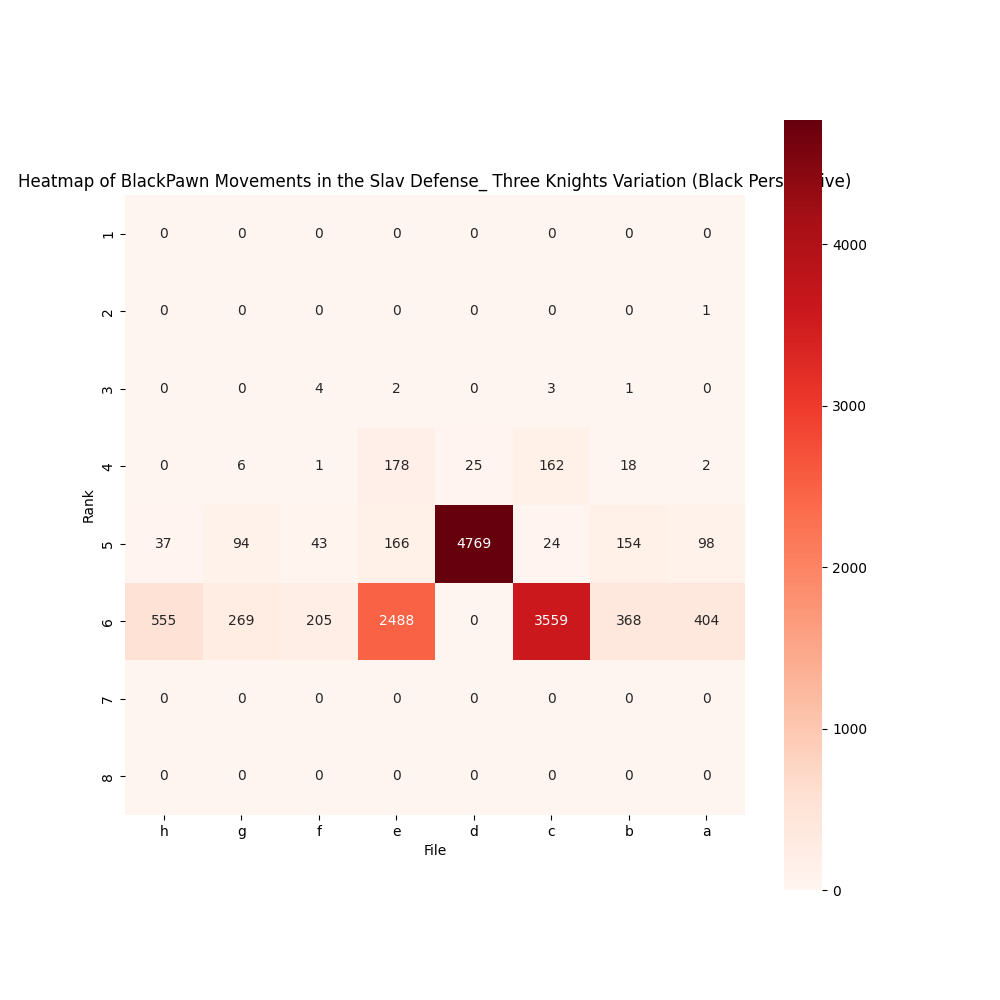 Heatmap of BlackPawn Movements in the Slav Defense_ Three Knights Variation (Black Pers ive)
1 0 0 0 0 0 0 0 0
2 0 0 0 0 0 0 0 1
3 0 0 4 2 0 3 1 0
4 0 6 1 178 25 162 18 2
5 37 94 43 166 4769 24 154 98
6 555 269 205 2488 0 3559 368 404
7 0 0 0 0 0 0 0 0
8 0 0 0 0 0 0 0 0
h g f e d c b a
File
Rank
4000
3000
2000
1000
0